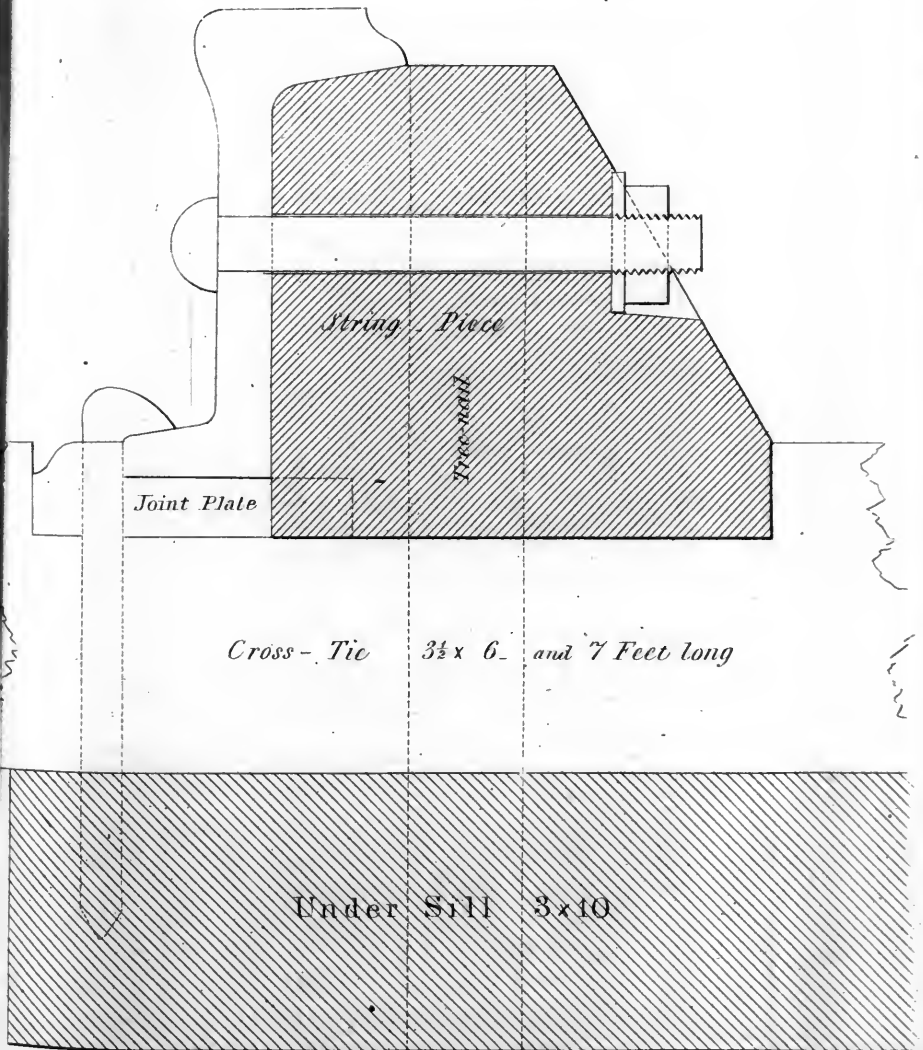 String - Piece
Tree-nail
Joint Plate
Cross - Tie 3½ x 6 - and 7 Feet long
Under Sill 3x10